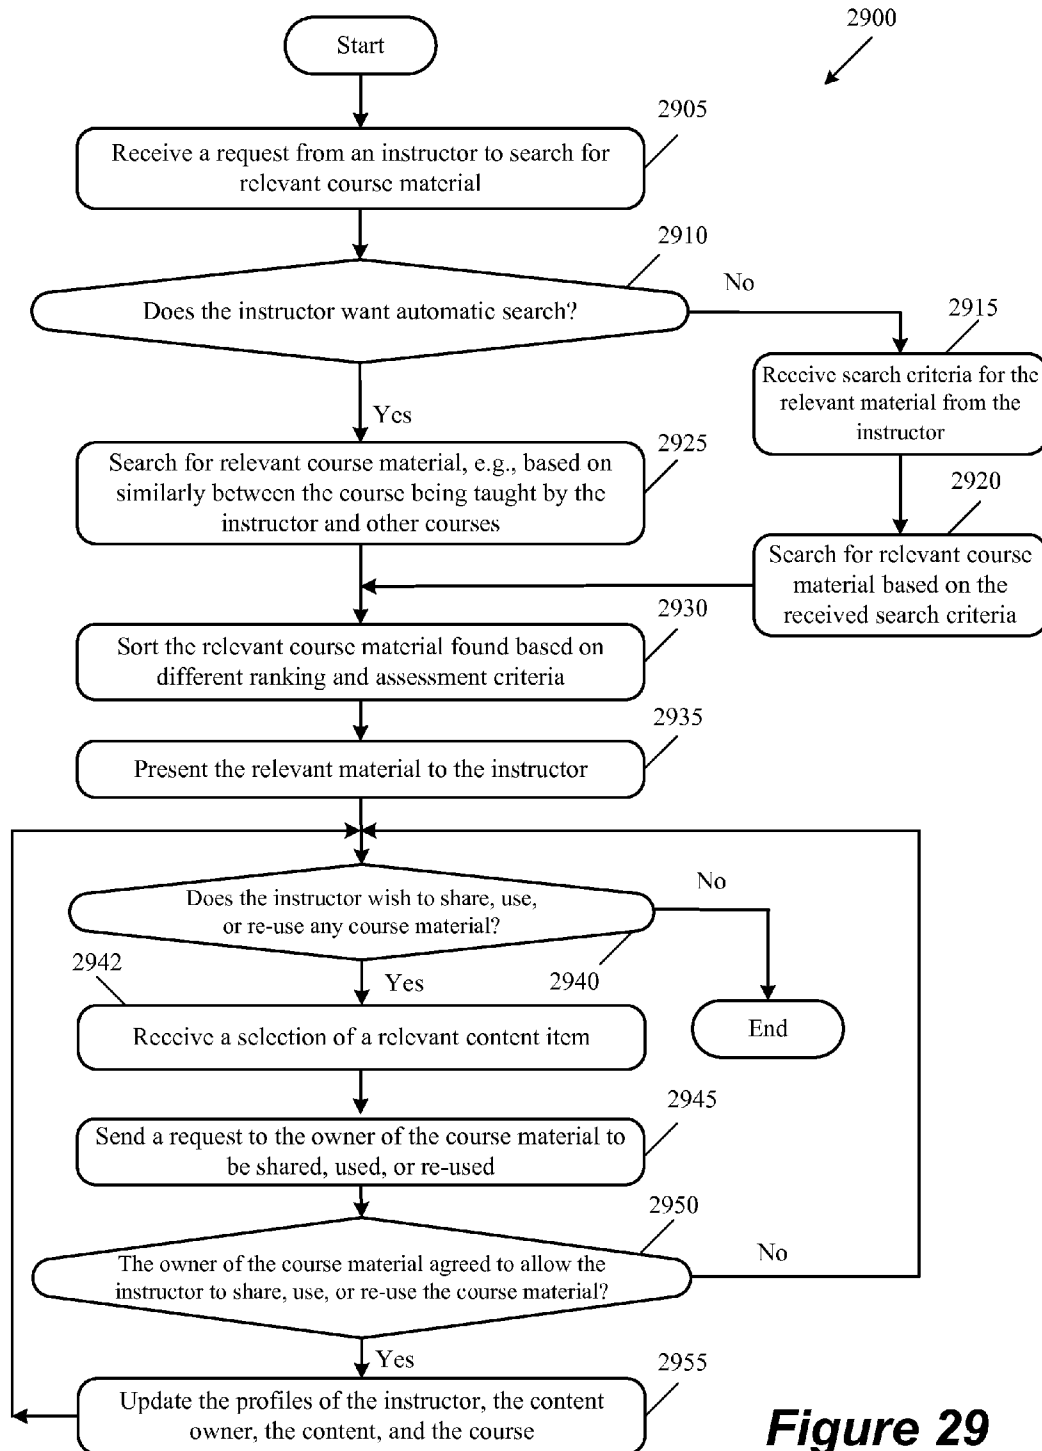 2900
Start
2905
Receive a request from an instructor to search for
relevant course material
2910
Does the instructor want automatic search?
No
Yes
2915
Receive search criteria for the
relevant material from the
instructor
2920
Search for relevant course
material based on the
received search criteria
2925
Search for relevant course material, e.g., based on
similarly between the course being taught by the
instructor and other courses
2930
Sort the relevant course material found based on
different ranking and assessment criteria
2935
Present the relevant material to the instructor
Does the instructor wish to share, use,
or re-use any course material?
No
2940
Yes
End
2942
Receive a selection of a relevant content item
2945
Send a request to the owner of the course material to
be shared, used, or re-used
2950
The owner of the course material agreed to allow the
instructor to share, use, or re-use the course material?
No
Yes
2955
Update the profiles of the instructor, the content
owner, the content, and the course
Figure 29